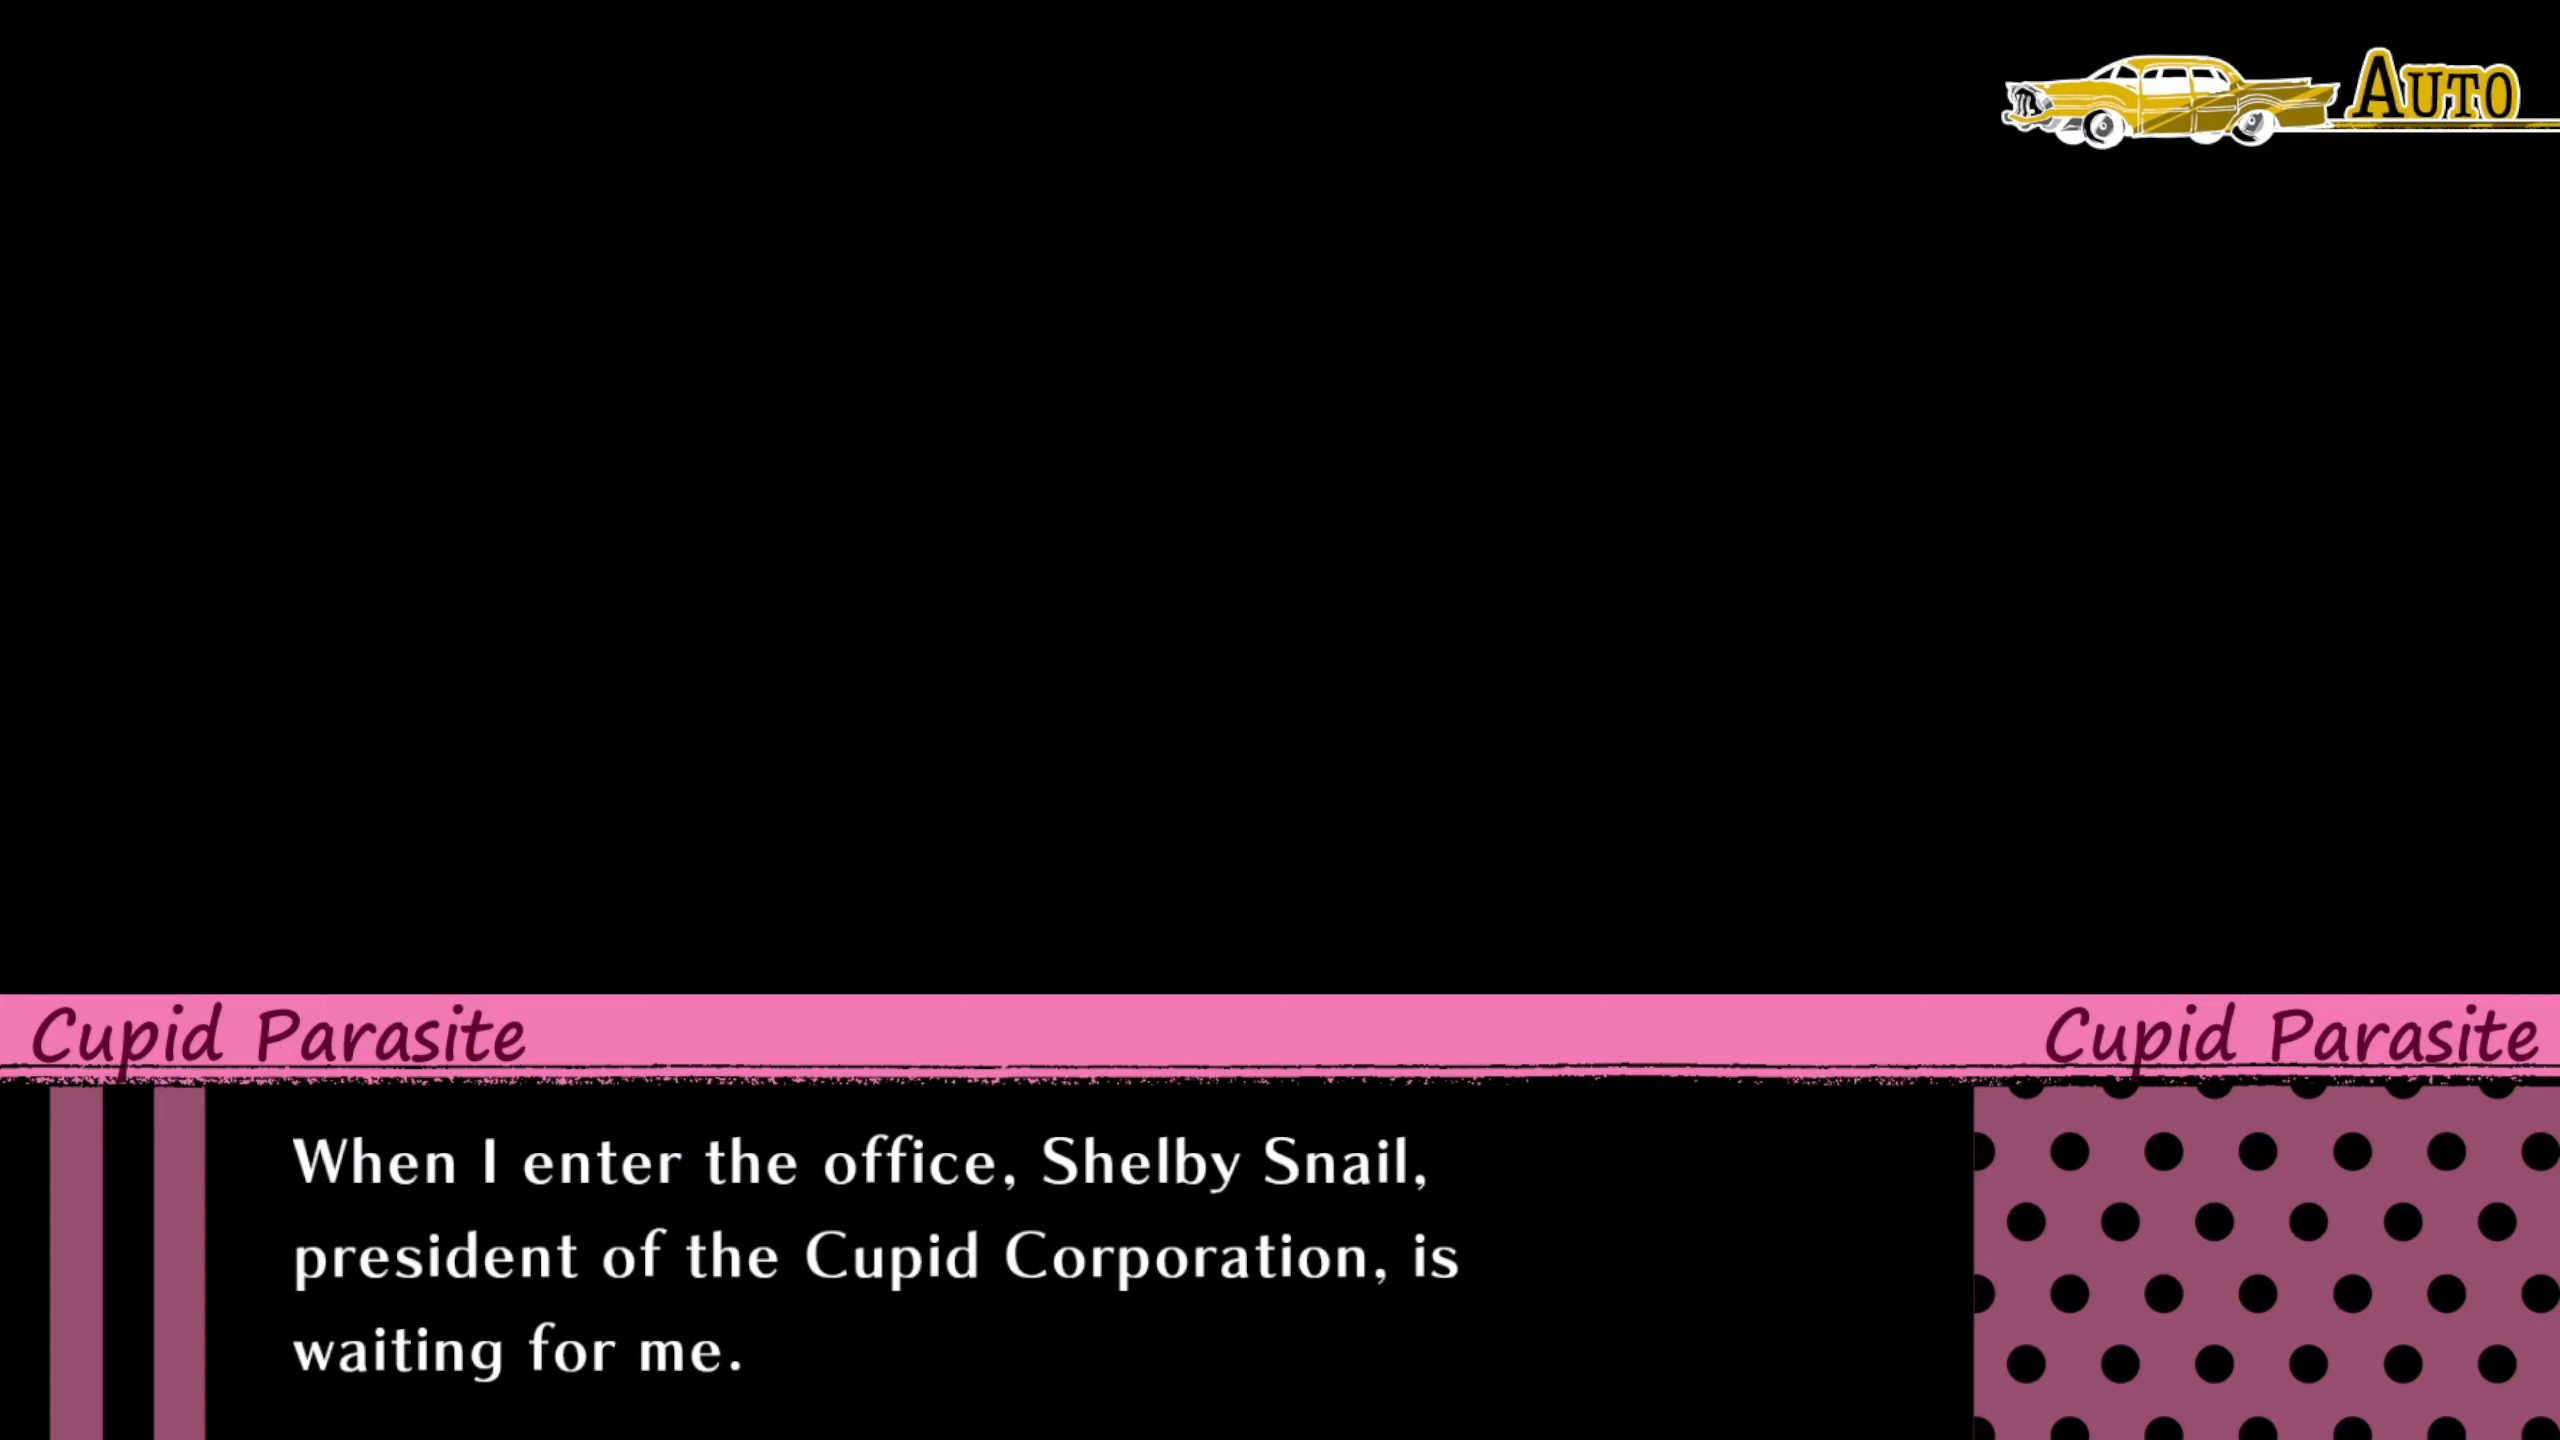 AUTO
Cupid Parasite Cupid Parasite
When I enter the office, Shelby Snail,
president of the Cupid Corporation, is
waiting for me.